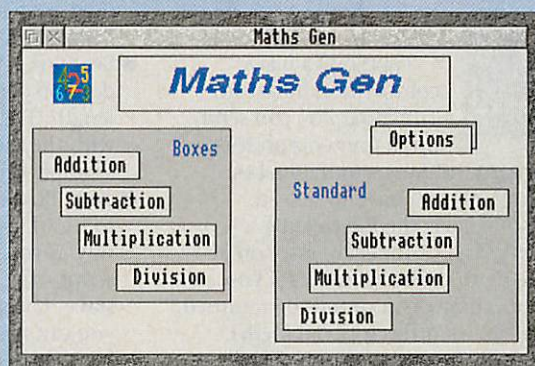 Maths Gen
Maths Gen
Options
Boxes
Addition
Subtraction
Multiplication
Division
Standard
Addition
Subtraction
Multiplication
Division